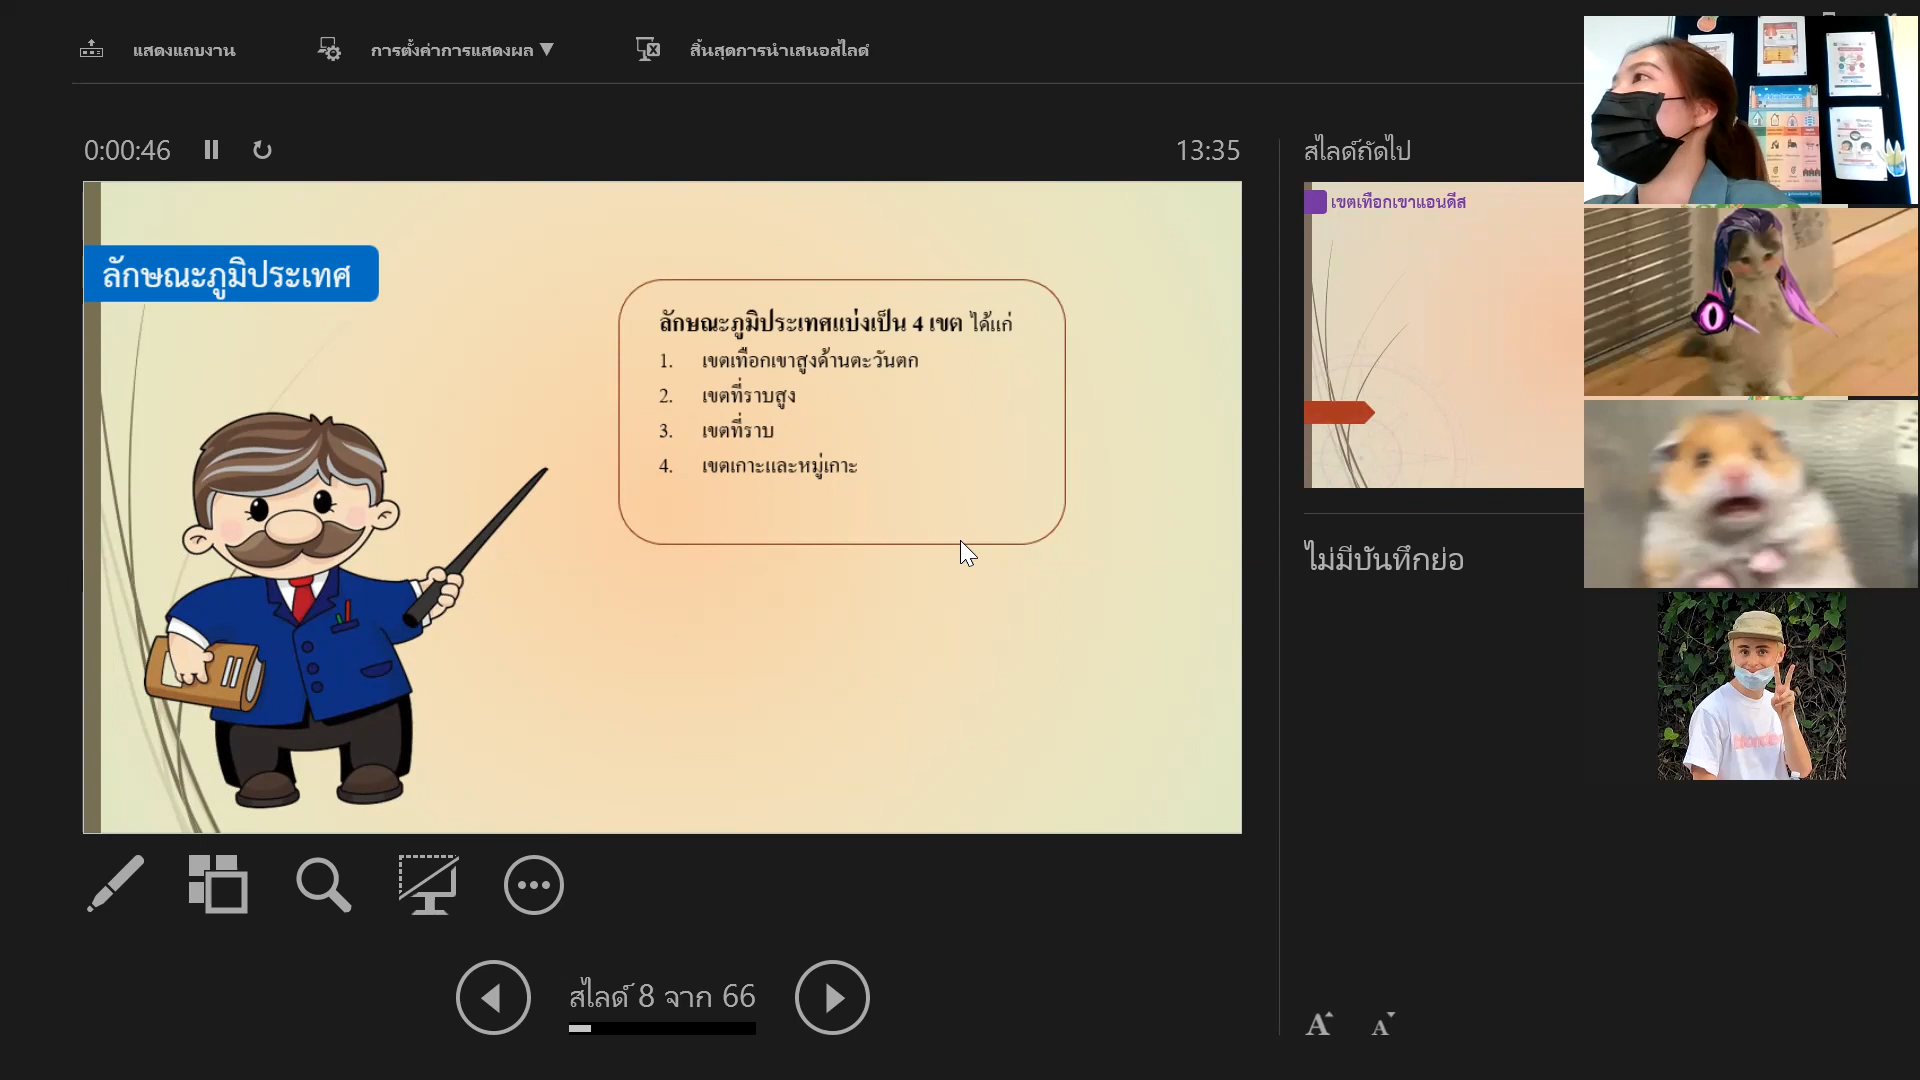 แสดงแถบงาน
การตั้งค่าการแสดงผล ▼
สิ้นสุดการนำเสนอสไลด์
0:00:46
13:35
สไลด์ถัดไป
ลักษณะภูมิประเทศ
ลักษณะภูมิประเทศแบ่งเป็น 4 เขต ได้แก่
1. เขตเทือกเขาสูงด้านตะวันตก
2. เขตที่ราบสูง
3. เขตที่ราบ
4. เขตเกาะและหมู่เกาะ
เขตเทือกเขาแอนดีส
ไม่มีบันทึกย่อ
สไลด์ 8 จาก 66
A A